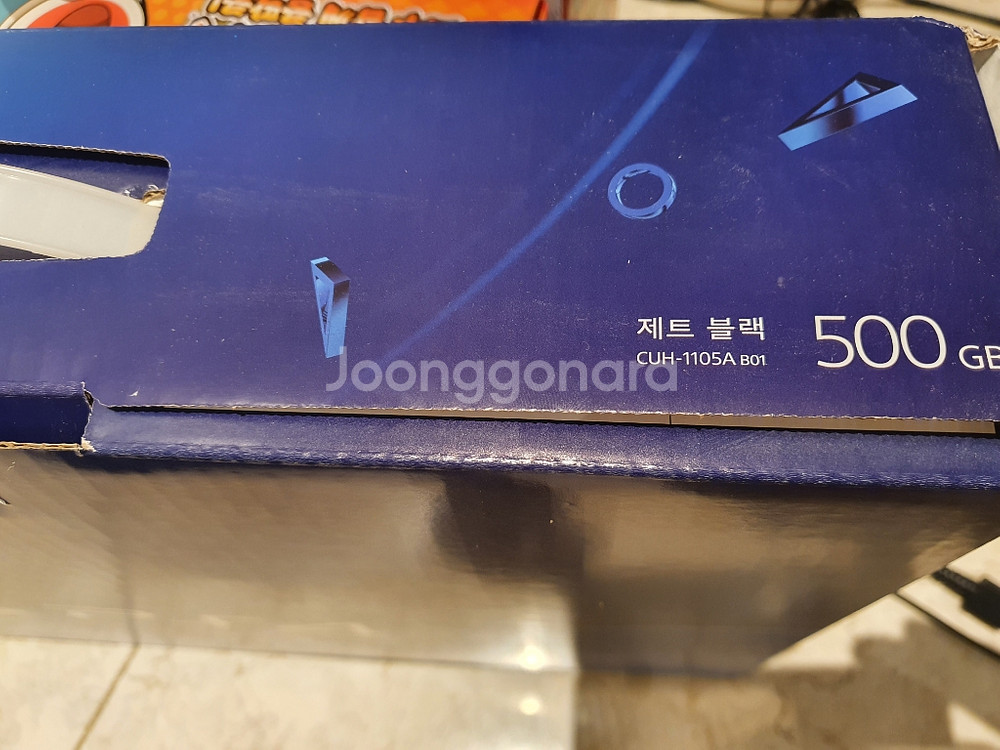 제트 블랙
CUH-1105A B01
500 GB
Joonggonara